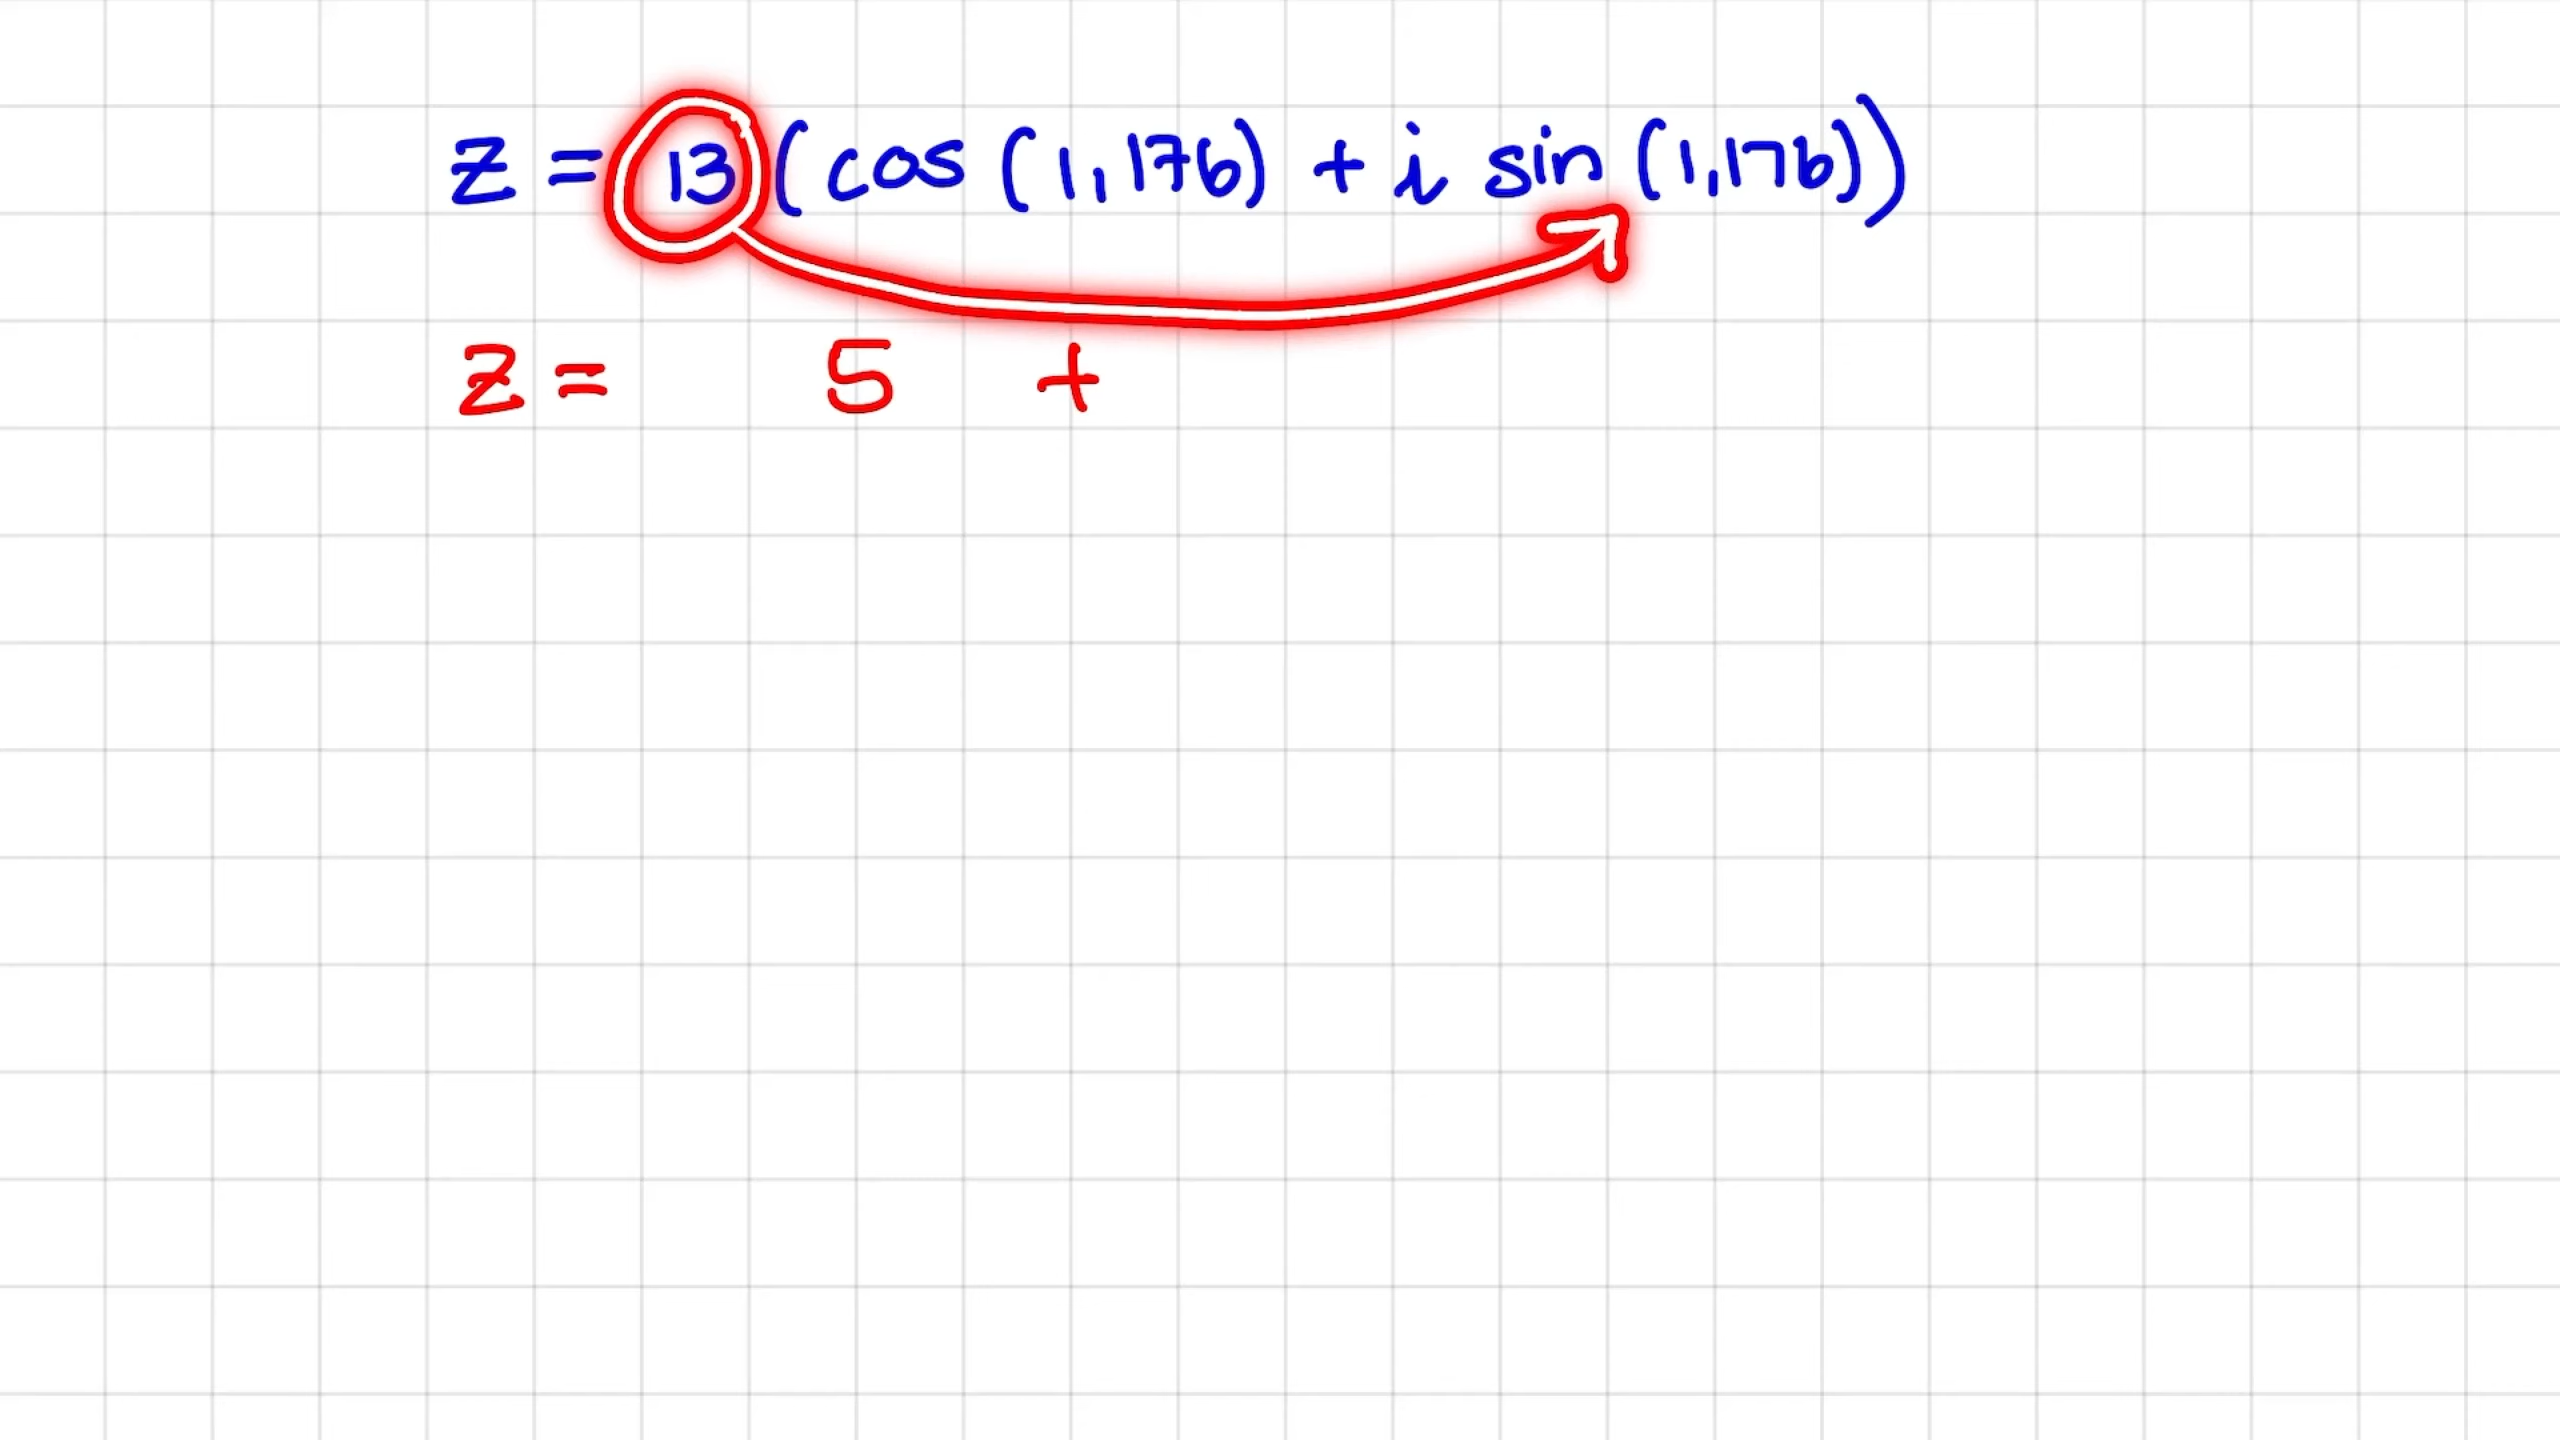 z = 13 (cos (1,176) + i sin (1,176))
z = 5 +